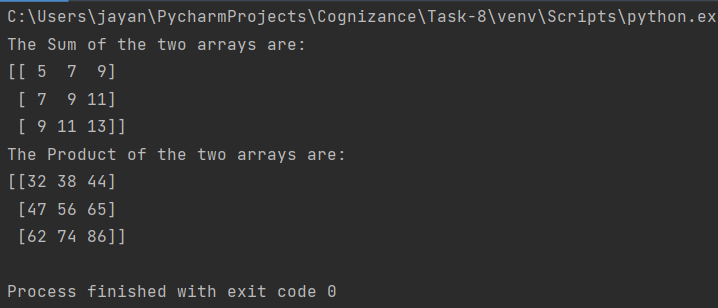 C:\Users\jayan\PycharmProjects\Cognizance\Task-8\venv\Scripts\python.ex
The Sum of the two arrays are:
[[ 5  7  9]
 [ 7  9 11]
 [ 9 11 13]]
The Product of the two arrays are:
[[32 38 44]
 [47 56 65]
 [62 74 86]]
Process finished with exit code 0